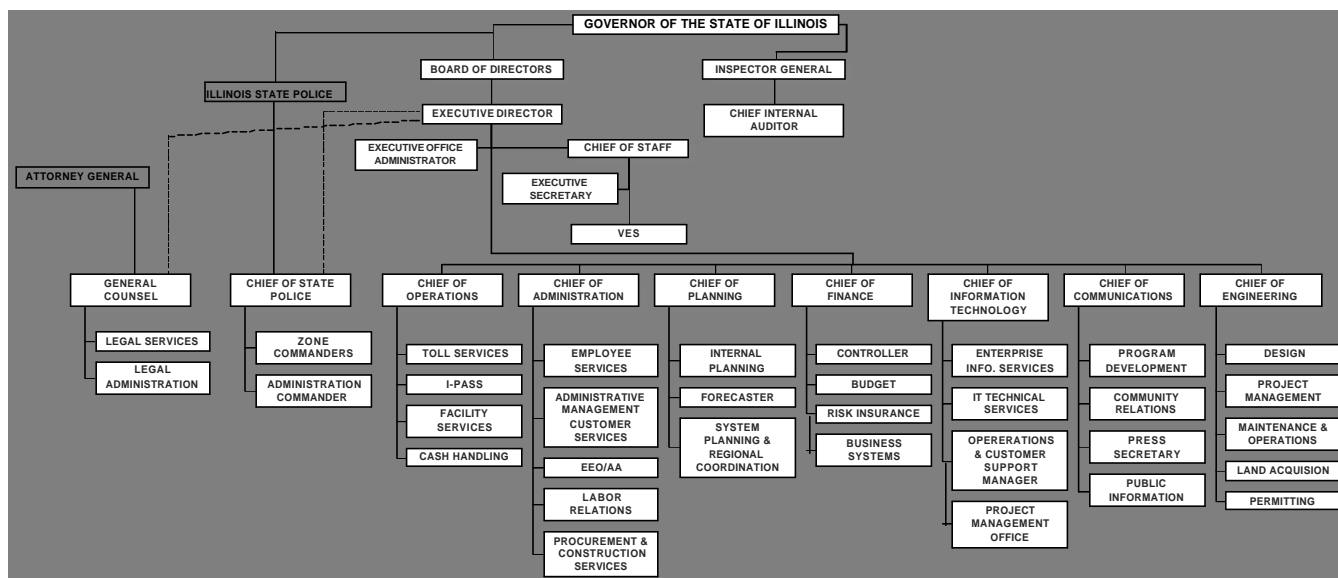 GOVERNOR OF THE STATE OF ILLINOIS
BOARD OF DIRECTORS
INSPECTOR GENERAL
ILLINOIS STATE POLICE
EXECUTIVE DIRECTOR
CHIEF INTERNAL
AUDITOR
EXECUTIVE OFFICE
ADMINISTRATOR
CHIEF OF STAFF
ATTORNEY GENERAL
EXECUTIVE
SECRETARY
VES
GENERAL
COUNSEL
LEGAL SERVICES
LEGAL
ADMINISTRATION
CHIEF OF STATE
POLICE
ZONE
COMMANDERS
ADMINISTRATION
COMMANDER
CHIEF OF
OPERATIONS
TOLL SERVICES
I-PASS
FACILITY
SERVICES
CASH HANDLING
CHIEF OF
ADMINISTRATION
EMPLOYEE
SERVICES
ADMINISTRATIVE
MANAGEMENT
CUSTOMER
SERVICES
EEO/AA
LABOR
RELATIONS
PROCUREMENT &
CONSTRUCTION
SERVICES
CHIEF OF
PLANNING
INTERNAL
PLANNING
FORECASTER
SYSTEM
PLANNING &
REGIONAL
COORDINATION
CHIEF OF
FINANCE
CONTROLLER
BUDGET
RISK INSURANCE
BUSINESS
SYSTEMS
CHIEF OF
INFORMATION
TECHNOLOGY
ENTERPRISE
INFO. SERVICES
IT TECHNICAL
SERVICES
OPERERATIONS
& CUSTOMER
SUPPORT
MANAGER
PROJECT
MANAGEMENT
OFFICE
CHIEF OF
COMMUNICATIONS
PROGRAM
DEVELOPMENT
COMMUNITY
RELATIONS
PRESS
SECRETARY
PUBLIC
INFORMATION
CHIEF OF
ENGINEERING
DESIGN
PROJECT
MANAGEMENT
MAINTENANCE &
OPERATIONS
LAND ACQUISION
PERMITTING